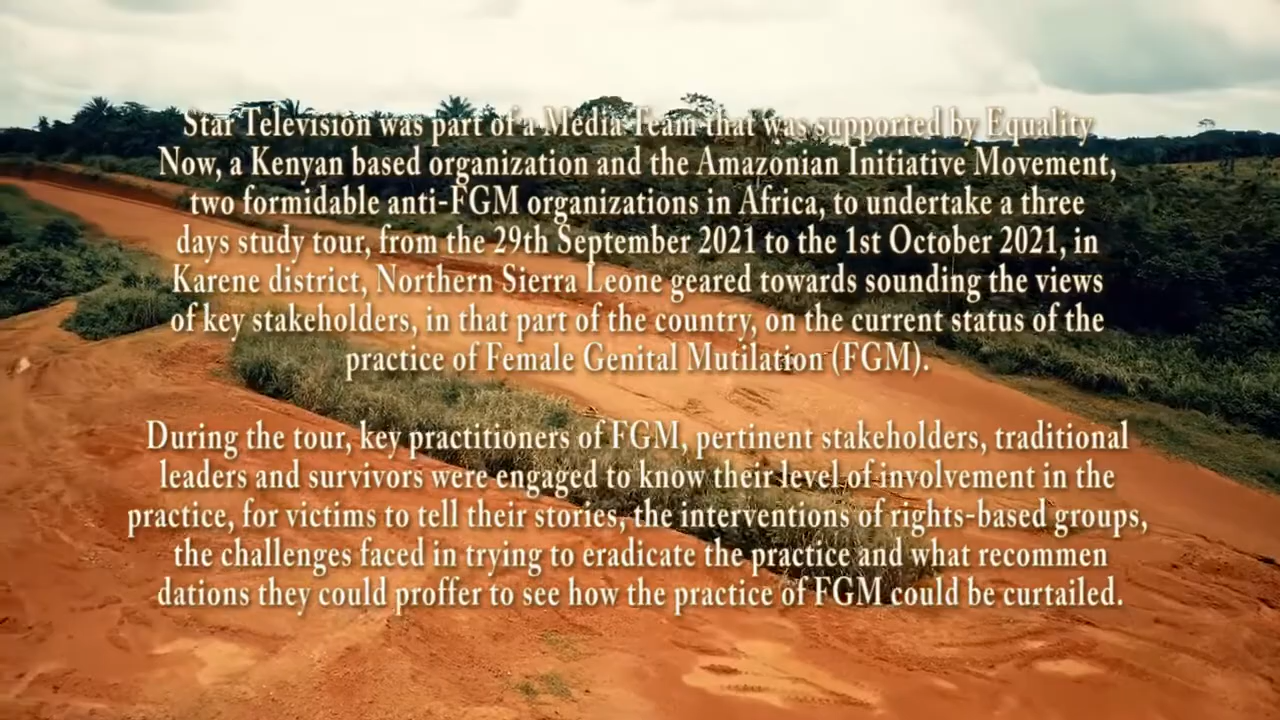 Star Television was part of a Media Team that was supported by Equality
Now, a Kenyan based organization and the Amazonian Initiative Movement,
two formidable anti-FGM organizations in Africa, to undertake a three
days study tour, from the 29th September 2021 to the 1st October 2021, in
Karene district, Northern Sierra Leone geared towards sounding the views
of key stakeholders, in that part of the country, on the current status of the
practice of Female Genital Mutilation (FGM).
During the tour, key practitioners of FGM, pertinent stakeholders, traditional
leaders and survivors were engaged to know their level of involvement in the
practice, for victims to tell their stories, the interventions of rights-based groups,
the challenges faced in trying to eradicate the practice and what recommen
dations they could proffer to see how the practice of FGM could be curtailed.